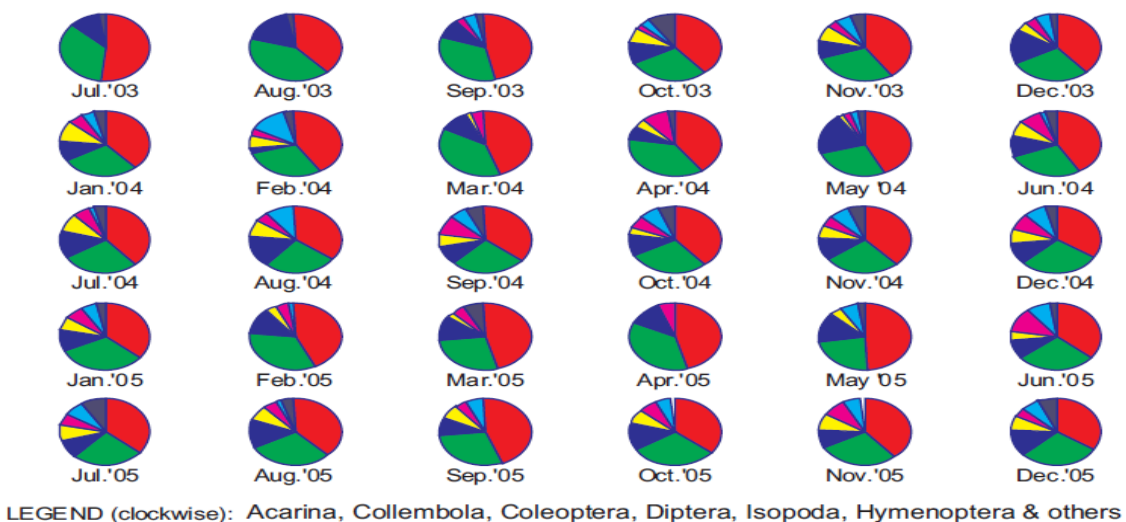 Jul.'03 Aug.'03 Sep.'03 Oct.'03 Nov.'03 Dec.'03
Jan.'04 Feb.'04 Mar.'04 Apr.'04 May '04 Jun.'04
Jul.'04 Aug.'04 Sep.'04 Oct.'04 Nov.'04 Dec.'04
Jan.'05 Feb.'05 Mar.'05 Apr.'05 May '05 Jun.'05
Jul.'05 Aug.'05 Sep.'05 Oct.'05 Nov.'05 Dec.'05
LEGEND (clockwise): Acarina, Collembola, Coleoptera, Diptera, Isopoda, Hymenoptera & others